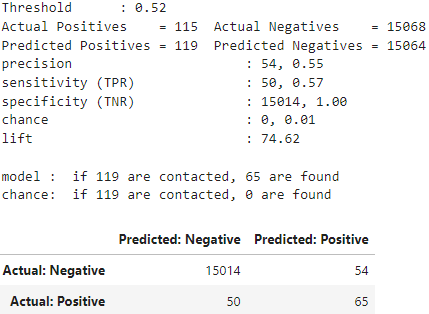 Threshold : 0.52
Actual Positives = 115 Actual Negatives = 15068
Predicted Positives = 119 Predicted Negatives = 15064
precision : 54, 0.55
sensitivity (TPR) : 50, 0.57
specificity (TNR) : 15014, 1.00
chance : 0, 0.01
lift : 74.62
model : if 119 are contacted, 65 are found
chance: if 119 are contacted, 0 are found
Predicted: Negative Predicted: Positive
Actual: Negative 15014 54
Actual: Positive 50 65